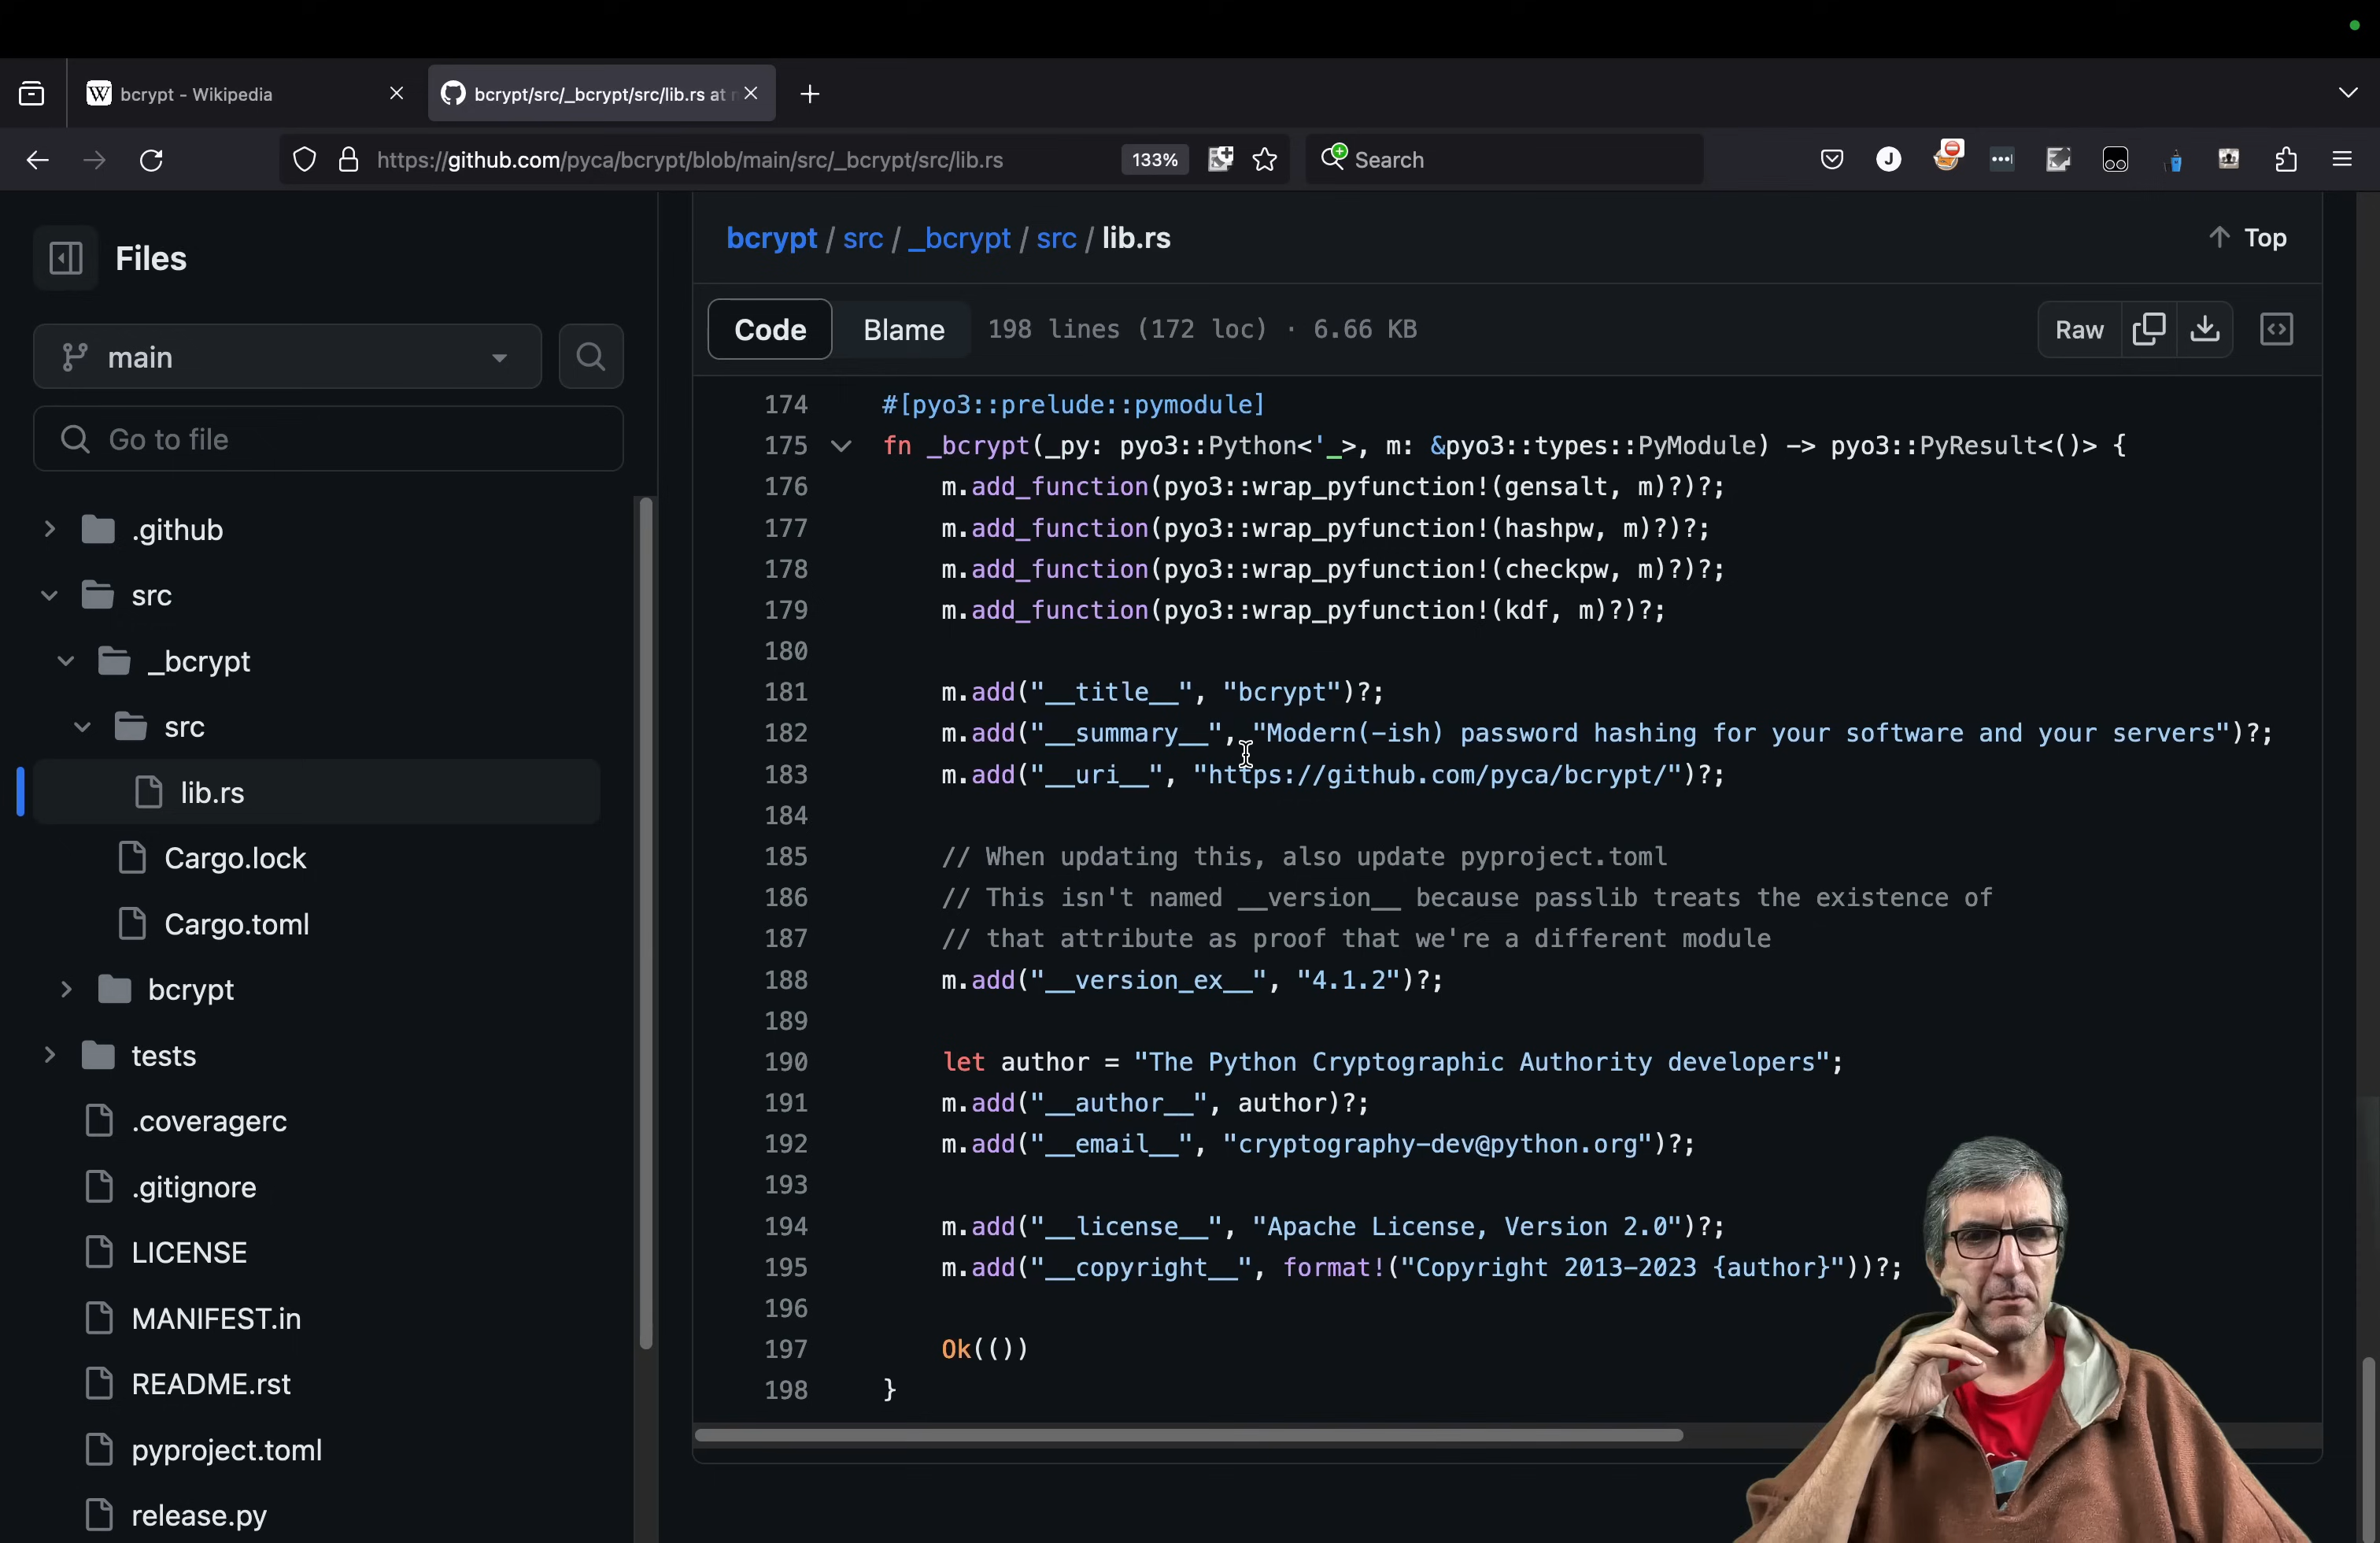 bcrypt - Wikipedia
bcrypt/src/_bcrypt/src/lib.rs at
https://github.com/pyca/bcrypt/blob/main/src/_bcrypt/src/lib.rs
133%
Search
J
Files
bcrypt / src / _bcrypt / src / lib.rs
Top
main
Code Blame 198 lines (172 loc) · 6.66 KB
Raw
Go to file
.github
src
_bcrypt
src
lib.rs
Cargo.lock
Cargo.toml
bcrypt
tests
.coveragerc
.gitignore
LICENSE
MANIFEST.in
README.rst
pyproject.toml
release.py
174 #[pyo3::prelude::pymodule]
175 fn _bcrypt(_py: pyo3::Python<'_>, m: &pyo3::types::PyModule) -> pyo3::PyResult<()> {
176 m.add_function(pyo3::wrap_pyfunction!(gensalt, m)?)?;
177 m.add_function(pyo3::wrap_pyfunction!(hashpw, m)?)?;
178 m.add_function(pyo3::wrap_pyfunction!(checkpw, m)?)?;
179 m.add_function(pyo3::wrap_pyfunction!(kdf, m)?)?;
180
181 m.add("__title__", "bcrypt")?;
182 m.add("__summary__", "Modern(-ish) password hashing for your software and your servers")?;
183 m.add("__uri__", "https://github.com/pyca/bcrypt/")?;
184
185 // When updating this, also update pyproject.toml
186 // This isn't named __version__ because passlib treats the existence of
187 // that attribute as proof that we're a different module
188 m.add("__version_ex__", "4.1.2")?;
189
190 let author = "The Python Cryptographic Authority developers";
191 m.add("__author__", author)?;
192 m.add("__email__", "cryptography-dev@python.org")?;
193
194 m.add("__license__", "Apache License, Version 2.0")?;
195 m.add("__copyright__", format!("Copyright 2013-2023 {author}"))?;
196
197 Ok(())
198 }